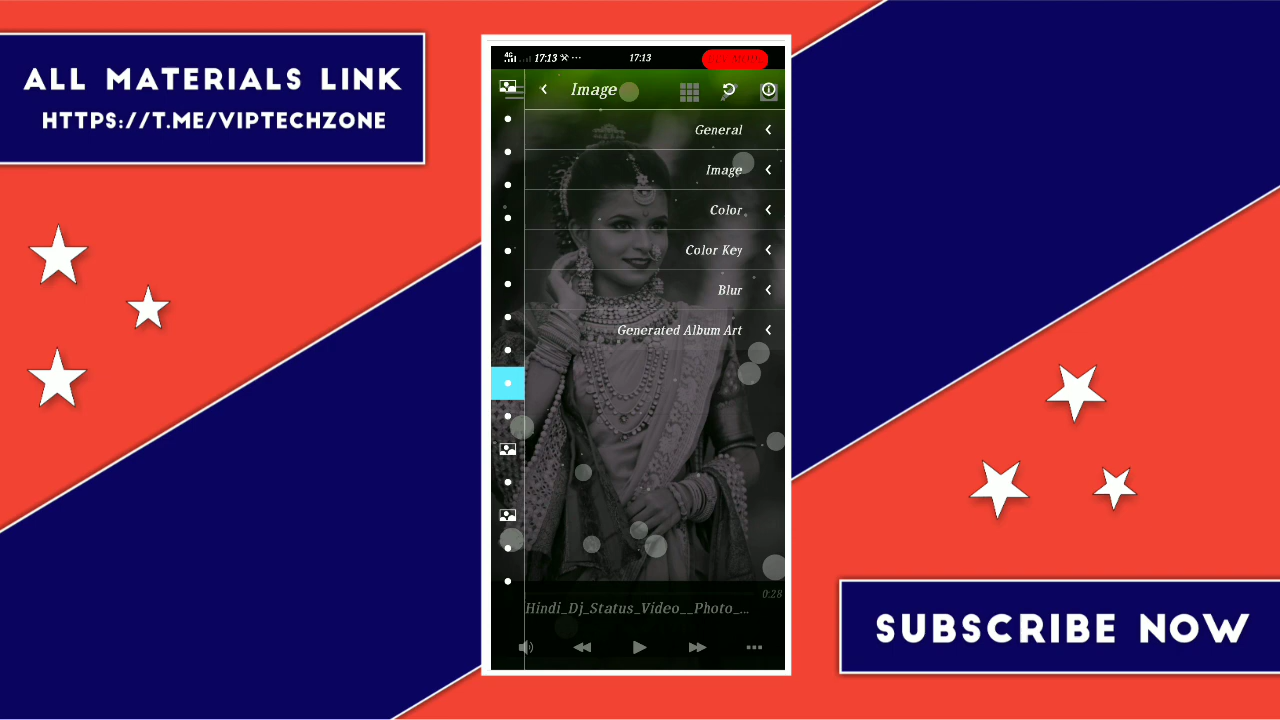 ALL MATERIALS LINK
HTTPS://T.ME/VIPTECHZONE
4G 17:13 ···
17:13
Image
General
Image
Color
Color Key
Blur
Generated Album Art
0:28
Hindi_Dj_Status_Video__Photo_...
SUBSCRIBE NOW